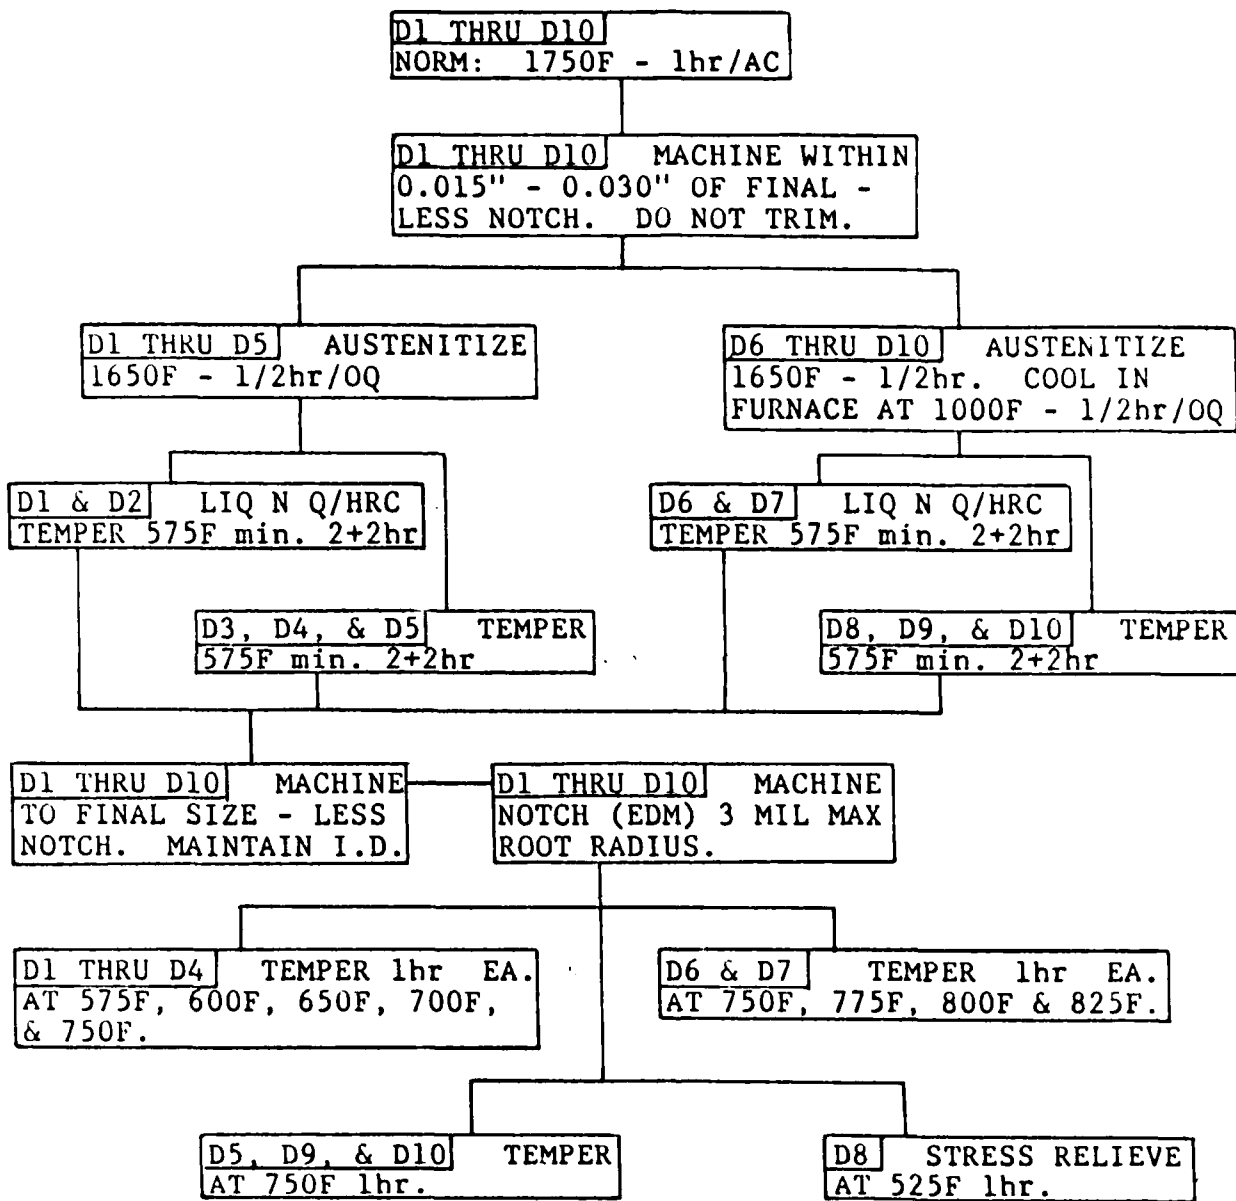 D1 THRU D10
NORM: 1750F - 1hr/AC
D1 THRU D10 MACHINE WITHIN
0.015" - 0.030" OF FINAL -
LESS NOTCH. DO NOT TRIM.
D1 THRU D5 AUSTENITIZE
1650F - 1/2hr/OQ
D6 THRU D10 AUSTENITIZE
1650F - 1/2hr. COOL IN
FURNACE AT 1000F - 1/2hr/OQ
D1 & D2 LIQ N Q/HRC
TEMPER 575F min. 2+2hr
D6 & D7 LIQ N Q/HRC
TEMPER 575F min. 2+2hr
D3, D4, & D5 TEMPER
575F min. 2+2hr
D8, D9, & D10 TEMPER
575F min. 2+2hr
D1 THRU D10 MACHINE
TO FINAL SIZE - LESS
NOTCH. MAINTAIN I.D.
D1 THRU D10 MACHINE
NOTCH (EDM) 3 MIL MAX
ROOT RADIUS.
D1 THRU D4 TEMPER 1hr EA.
AT 575F, 600F, 650F, 700F,
& 750F.
D6 & D7 TEMPER 1hr EA.
AT 750F, 775F, 800F & 825F.
D5, D9, & D10 TEMPER
AT 750F 1hr.
D8 STRESS RELIEVE
AT 525F 1hr.